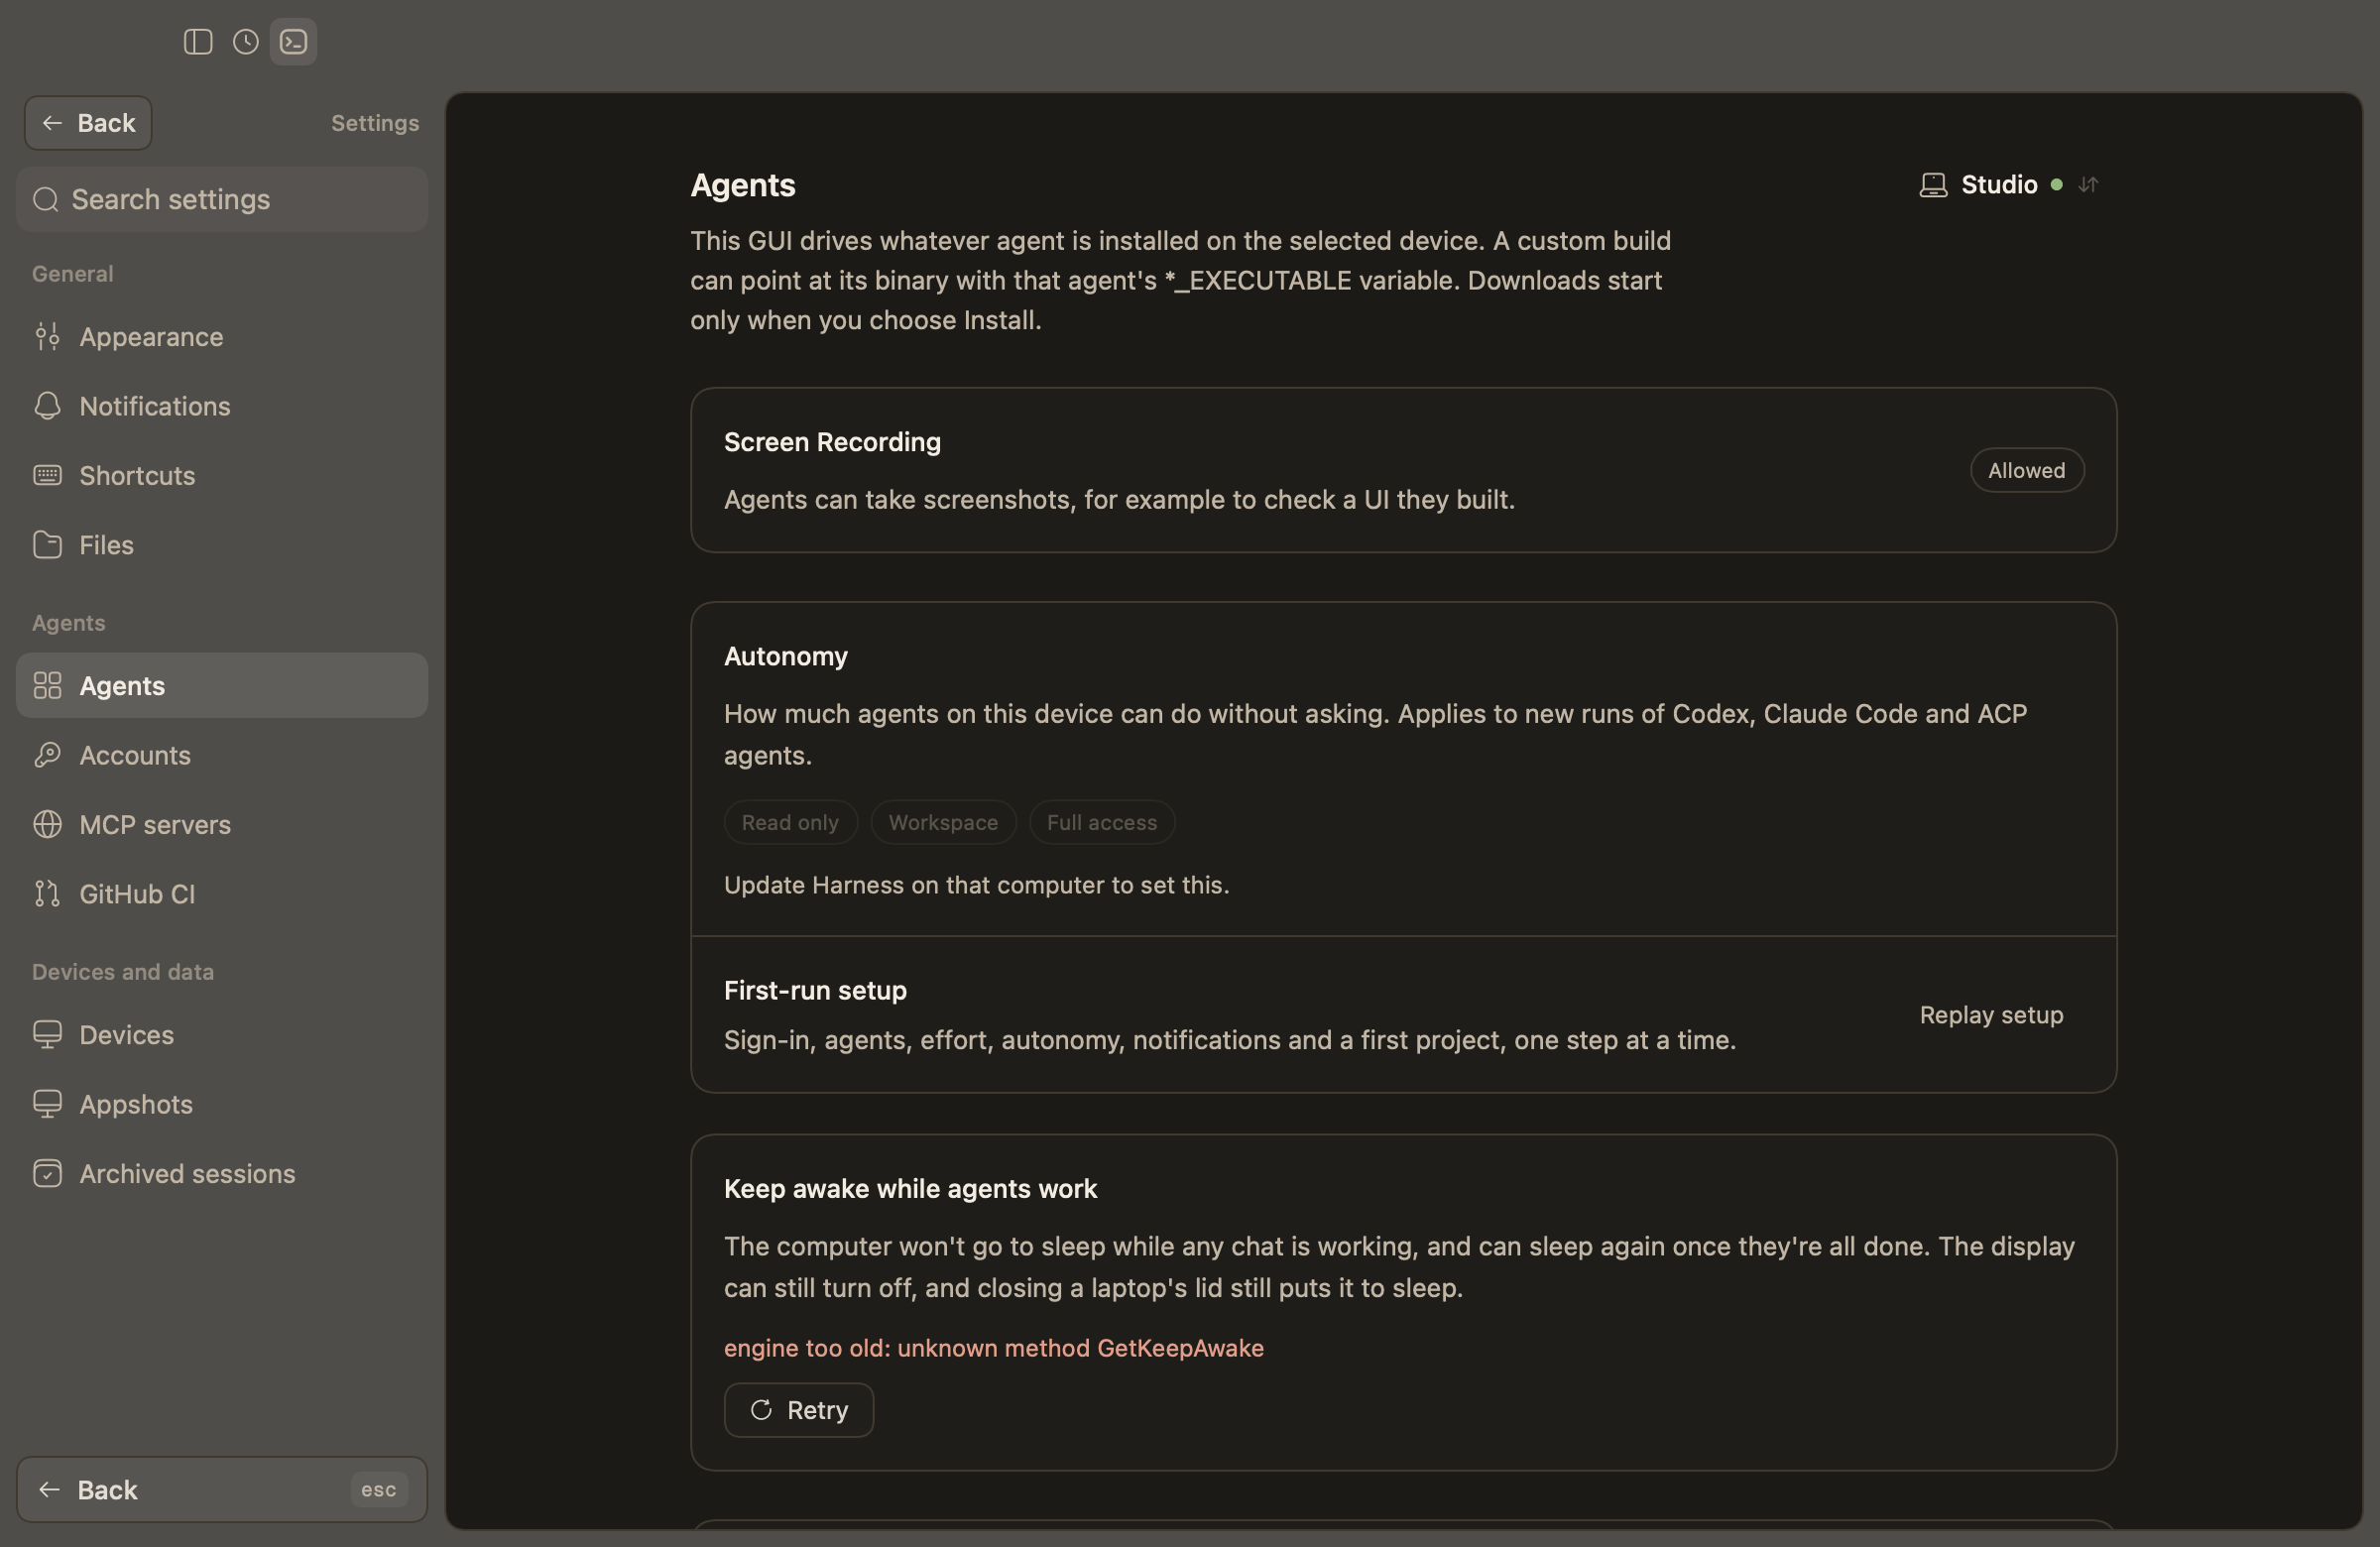 Back
Settings
Search settings
General
Appearance
Notifications
Shortcuts
Files
Agents
Agents
Accounts
MCP servers
GitHub CI
Devices and data
Devices
Appshots
Archived sessions
Back
esc
Agents
Studio
This GUI drives whatever agent is installed on the selected device. A custom build
can point at its binary with that agent's *_EXECUTABLE variable. Downloads start
only when you choose Install.
Screen Recording
Agents can take screenshots, for example to check a UI they built.
Allowed
Autonomy
How much agents on this device can do without asking. Applies to new runs of Codex, Claude Code and ACP
agents.
Read only
Workspace
Full access
Update Harness on that computer to set this.
First-run setup
Sign-in, agents, effort, autonomy, notifications and a first project, one step at a time.
Replay setup
Keep awake while agents work
The computer won't go to sleep while any chat is working, and can sleep again once they're all done. The display
can still turn off, and closing a laptop's lid still puts it to sleep.
engine too old: unknown method GetKeepAwake
Retry